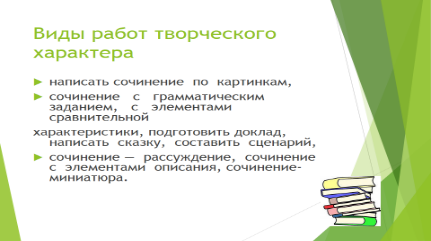 Виды работ творческого
характера
написать сочинение по картинкам,
сочинение с грамматическим
заданием, с элементами
сравнительной
характеристики, подготовить доклад,
написать сказку, составить сценарий,
сочинение – рассуждение, сочинение
с элементами описания, сочинение-
миниатюра.